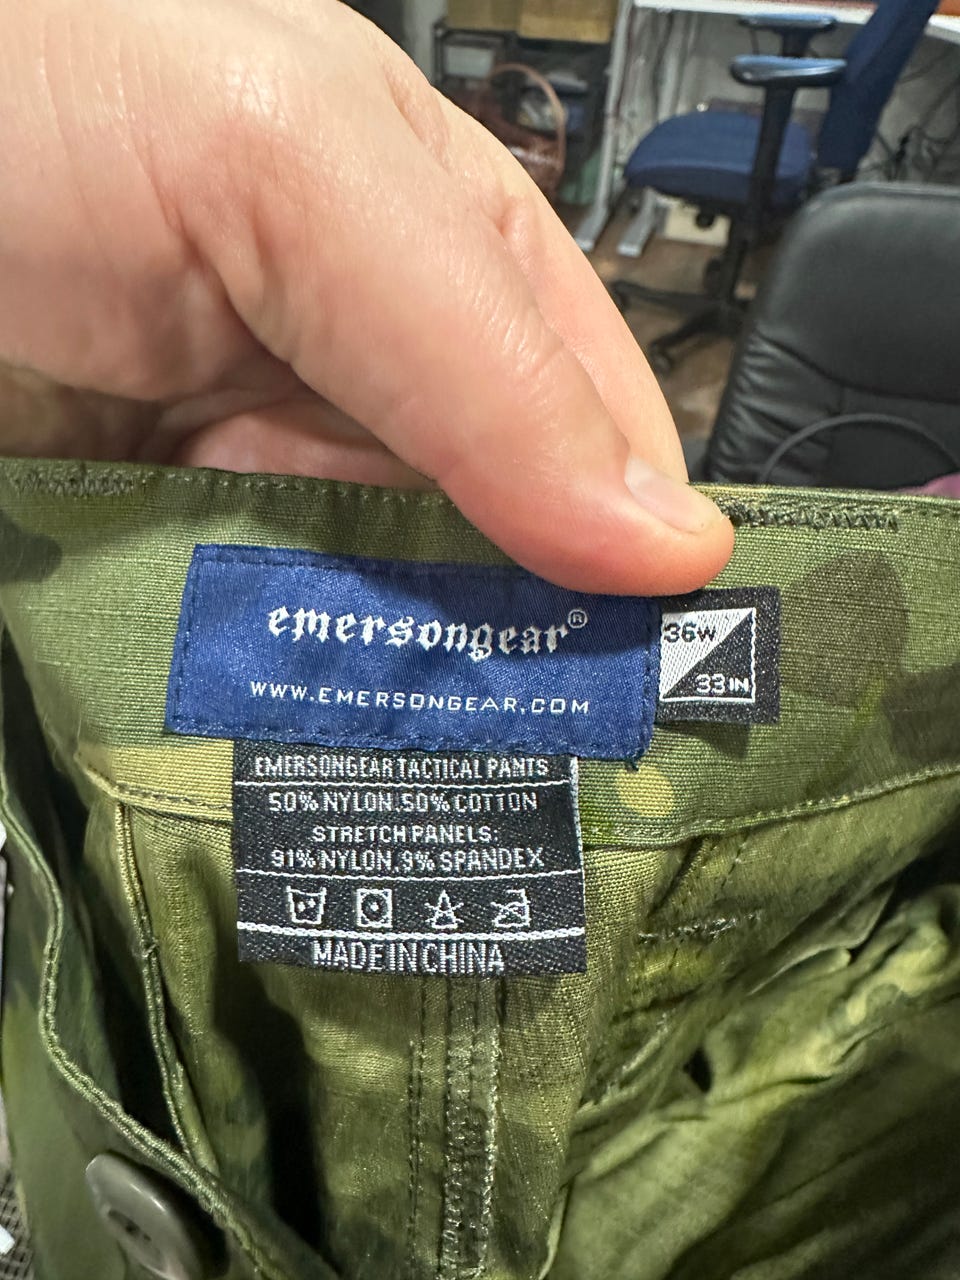 emersongear®
WWW.EMERSONGEAR.COM
36W
33IN
EMERSONGEAR TACTICAL PANTS
50% NYLON.50% COTTON
STRETCH PANELS:
91% NYLON.9% SPANDEX
MADE IN CHINA